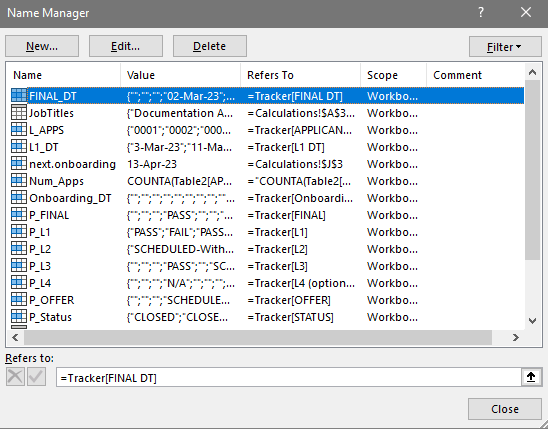 Name Manager ? ×
New... Edit... Delete Filter
Name Value Refers To Scope Comment
FINAL_DT {"";"";"";"02-Mar-23";... =Tracker[FINAL DT] Workbo...
JobTitles {"Documentation A... =Calculations!$A$3... Workbo...
L_APPS {"0001";"0002";"000... =Tracker[APPLICAN... Workbo...
L1_DT {"3-Mar-23";"11-Ma... =Tracker[L1 DT] Workbo...
next.onboarding 13-Apr-23 =Calculations!$J$3 Workbo...
Num_Apps COUNTA(Table2[AP... ="COUNTA(Table2[... Workbo...
Onboarding_DT {"";"";"";"";"";"";"";"";... =Tracker[Onboardi... Workbo...
P_FINAL {"";"";"";"PASS";"";"";... =Tracker[FINAL] Workbo...
P_L1 {"PASS";"FAIL";"PASS... =Tracker[L1] Workbo...
P_L2 {"SCHEDULED-With... =Tracker[L2] Workbo...
P_L3 {"";"";"";"PASS";"";"SC... =Tracker[L3] Workbo...
P_L4 {"";"";"";"N/A";"";"";"";... =Tracker[L4 (option... Workbo...
P_OFFER {"";"";"";"SCHEDULE... =Tracker[OFFER] Workbo...
P_Status {"CLOSED";"CLOSE... =Tracker[STATUS] Workbo...
Refers to:
=Tracker[FINAL DT]
Close